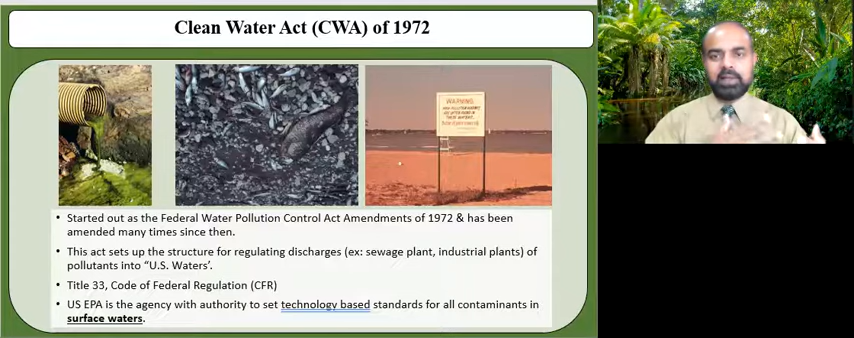 Clean Water Act (CWA) of 1972
WARNING
• Started out as the Federal Water Pollution Control Act Amendments of 1972 & has been
amended many times since then.
• This act sets up the structure for regulating discharges (ex: sewage plant, industrial plants) of
pollutants into “U.S. Waters’.
• Title 33, Code of Federal Regulation (CFR)
• US EPA is the agency with authority to set technology based standards for all contaminants in
surface waters.